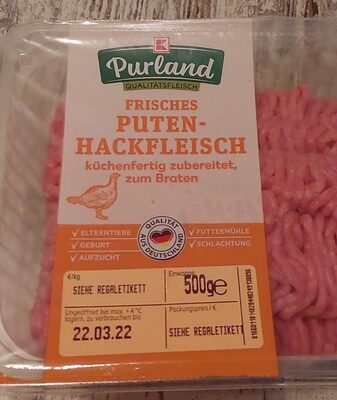 K
Purland
QUALITÄTSFLEISCH
FRISCHES
PUTEN-
HACKFLEISCH
küchenfertig zubereitet,
zum Braten
✓ ELTERNTIERE
✓ GEBURT
✓ AUFZUCHT
QUALITÄT
AUS DEUTSCHLAND
✓ FUTTERMÜHLE
✓ SCHLACHTUNG
€/kg
SIEHE REGALETIKETT
Einwaage
500g℮
Ungeöffnet bei max. +4°C
lagern, zu verbrauchen bis:
22.03.22
Packungspreis / €
SIEHE REGALETIKETT